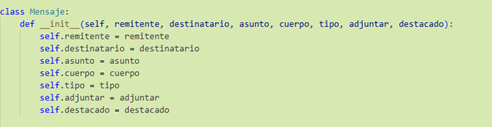 class Mensaje:
    def __init__(self, remitente, destinatario, asunto, cuerpo, tipo, adjuntar, destacado):
        self.remitente = remitente
        self.destinatario = destinatario
        self.asunto = asunto
        self.cuerpo = cuerpo
        self.tipo = tipo
        self.adjuntar = adjuntar
        self.destacado = destacado